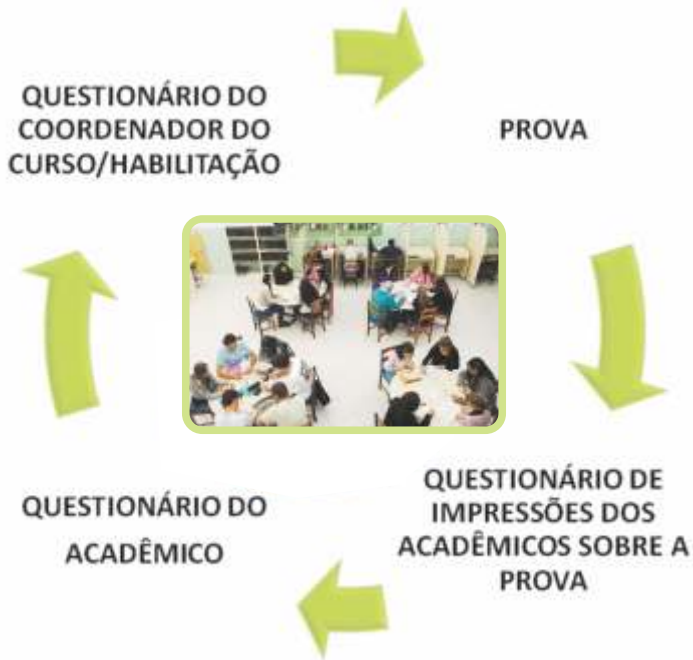 QUESTIONÁRIO DO
COORDENADOR DO
CURSO/HABILITAÇÃO
PROVA
QUESTIONÁRIO DE
IMPRESSÕES DOS
ACADÊMICOS SOBRE A
PROVA
QUESTIONÁRIO DO
ACADÊMICO